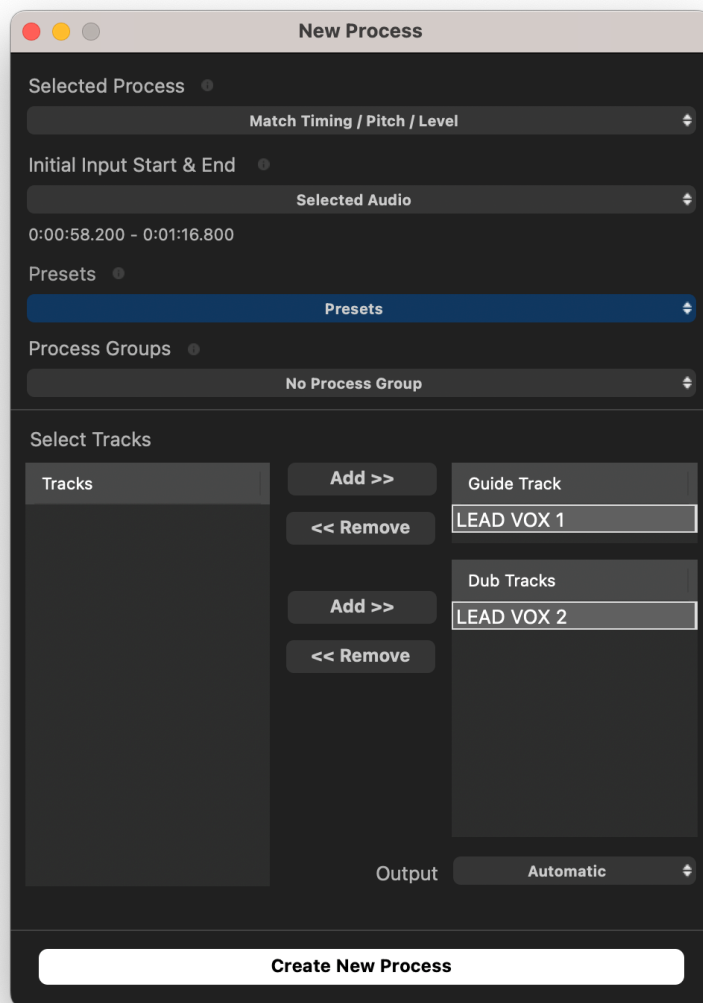 New Process
Selected Process
Match Timing / Pitch / Level
Initial Input Start & End
Selected Audio
0:00:58.200 - 0:01:16.800
Presets
Presets
Process Groups
No Process Group
Select Tracks
Tracks
Add >>
<< Remove
Guide Track
LEAD VOX 1
Add >>
<< Remove
Dub Tracks
LEAD VOX 2
Output
Automatic
Create New Process